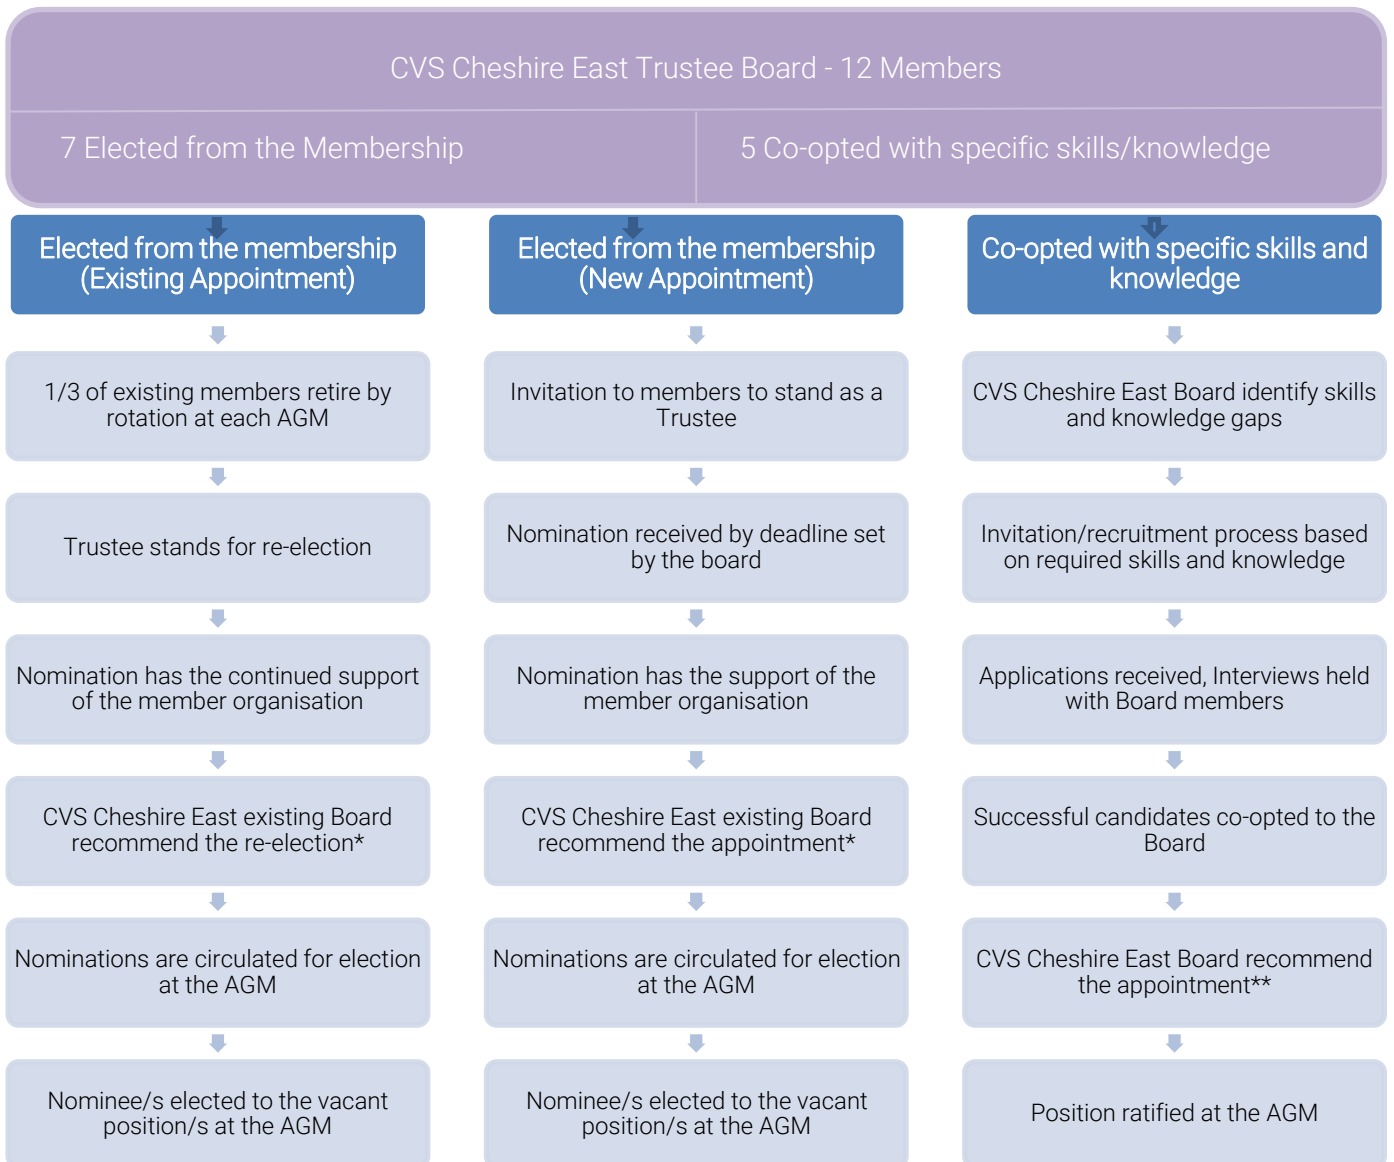 CVS Cheshire East Trustee Board - 12 Members
7 Elected from the Membership
5 Co-opted with specific skills/knowledge
Elected from the membership
(Existing Appointment)
1/3 of existing members retire by
rotation at each AGM
Trustee stands for re-election
Nomination has the continued support
of the member organisation
CVS Cheshire East existing Board
recommend the re-election*
Nominations are circulated for election
at the AGM
Nominee/s elected to the vacant
position/s at the AGM
Elected from the membership
(New Appointment)
Invitation to members to stand as a
Trustee
Nomination received by deadline set
by the board
Nomination has the support of the
member organisation
CVS Cheshire East existing Board
recommend the appointment*
Nominations are circulated for election
at the AGM
Nominee/s elected to the vacant
position/s at the AGM
Co-opted with specific skills and
knowledge
CVS Cheshire East Board identify skills
and knowledge gaps
Invitation/recruitment process based
on required skills and knowledge
Applications received, Interviews held
with Board members
Successful candidates co-opted to the
Board
CVS Cheshire East Board recommend
the appointment**
Position ratified at the AGM